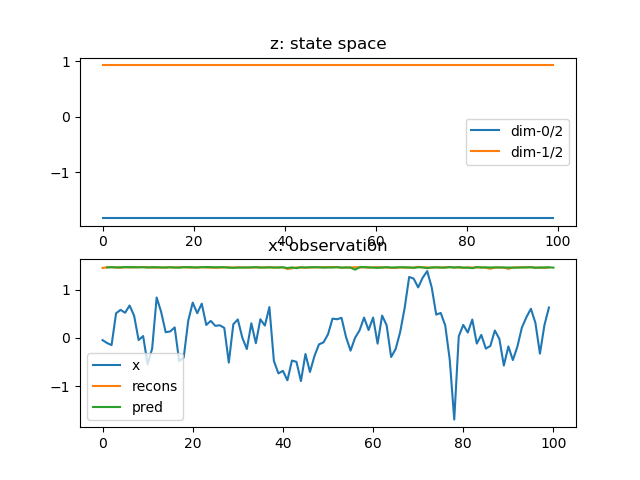 z: state space
1
0
−1
dim-0/2
dim-1/2
0 20 40 60 80 100
x: observation
1
0
−1
x
recons
pred
0 20 40 60 80 100